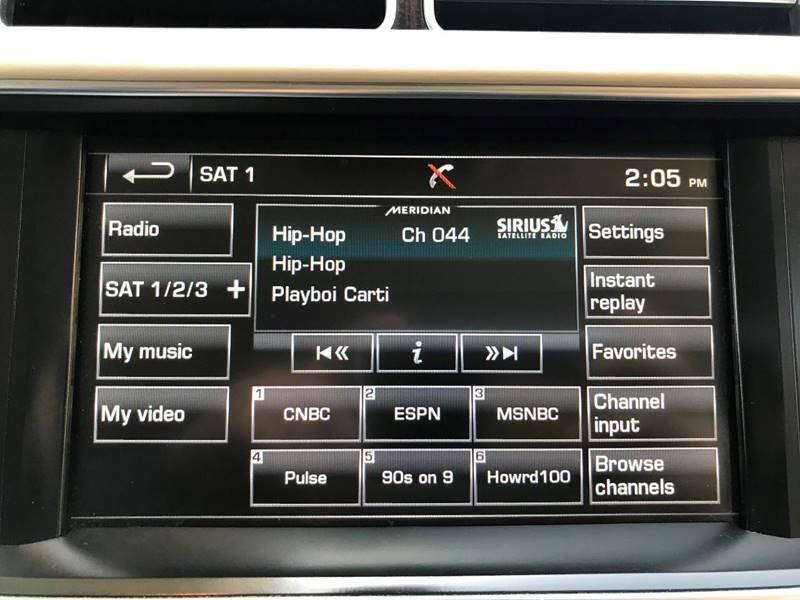 SAT 1
2:05 PM
Radio
SAT 1/2/3 +
My music
My video
MERIDIAN
Hip-Hop Ch 044
SIRIUS
SATELLITE RADIO
Hip-Hop
Playboi Carti
i
1 CNBC
2 ESPN
3 MSNBC
4 Pulse
5 90s on 9
6 Howrd100
Settings
Instant
replay
Favorites
Channel
input
Browse
channels